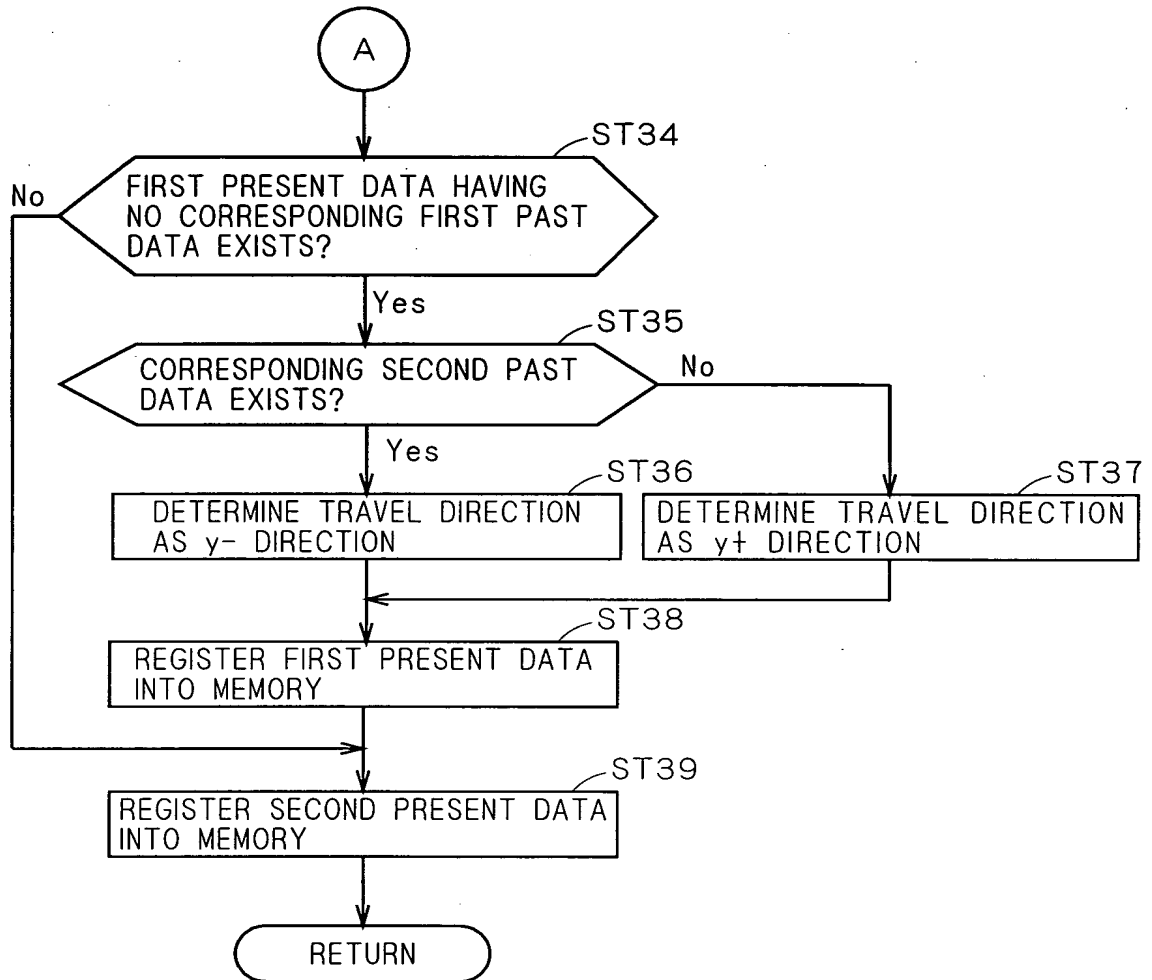 A
ST34
FIRST PRESENT DATA HAVING
NO CORRESPONDING FIRST PAST
DATA EXISTS?
No
Yes
ST35
CORRESPONDING SECOND PAST
DATA EXISTS?
No
Yes
ST36
DETERMINE TRAVEL DIRECTION
AS y- DIRECTION
ST37
DETERMINE TRAVEL DIRECTION
AS y+ DIRECTION
ST38
REGISTER FIRST PRESENT DATA
INTO MEMORY
ST39
REGISTER SECOND PRESENT DATA
INTO MEMORY
RETURN